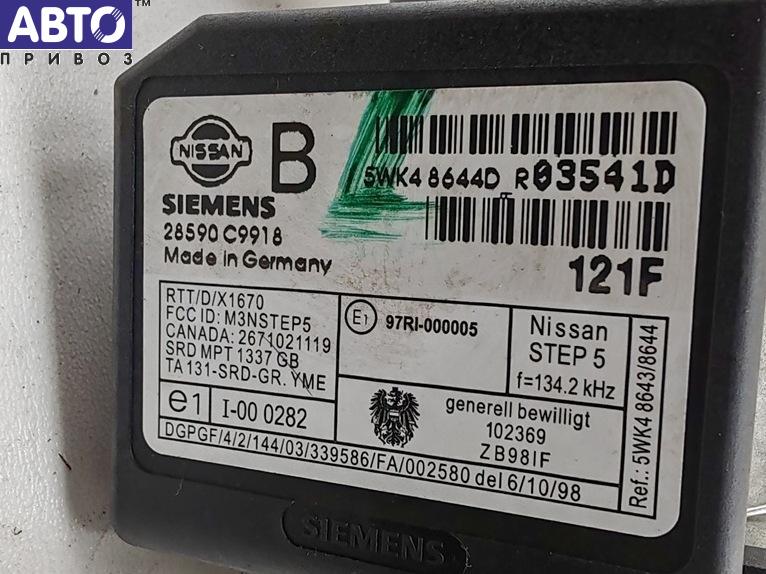 АВТО™
ПРИВОЗ
NISSAN
B
SIEMENS
28590 C9918
Made in Germany
5WK4 8644D R03541D
121F
RTT/D/X1670
FCC ID: M3NSTEP5
CANADA: 2671021119
SRD MPT 1337 GB
TA 131-SRD-GR. YME
E1 97RI-000005
Nissan
STEP 5
f=134.2 kHz
e1 I-00 0282
generell bewilligt
102369
ZB98IF
DGPGF/4/2/144/03/339586/FA/002580 del 6/10/98
Ref.: 5WK4 8643/8644
SIEMENS